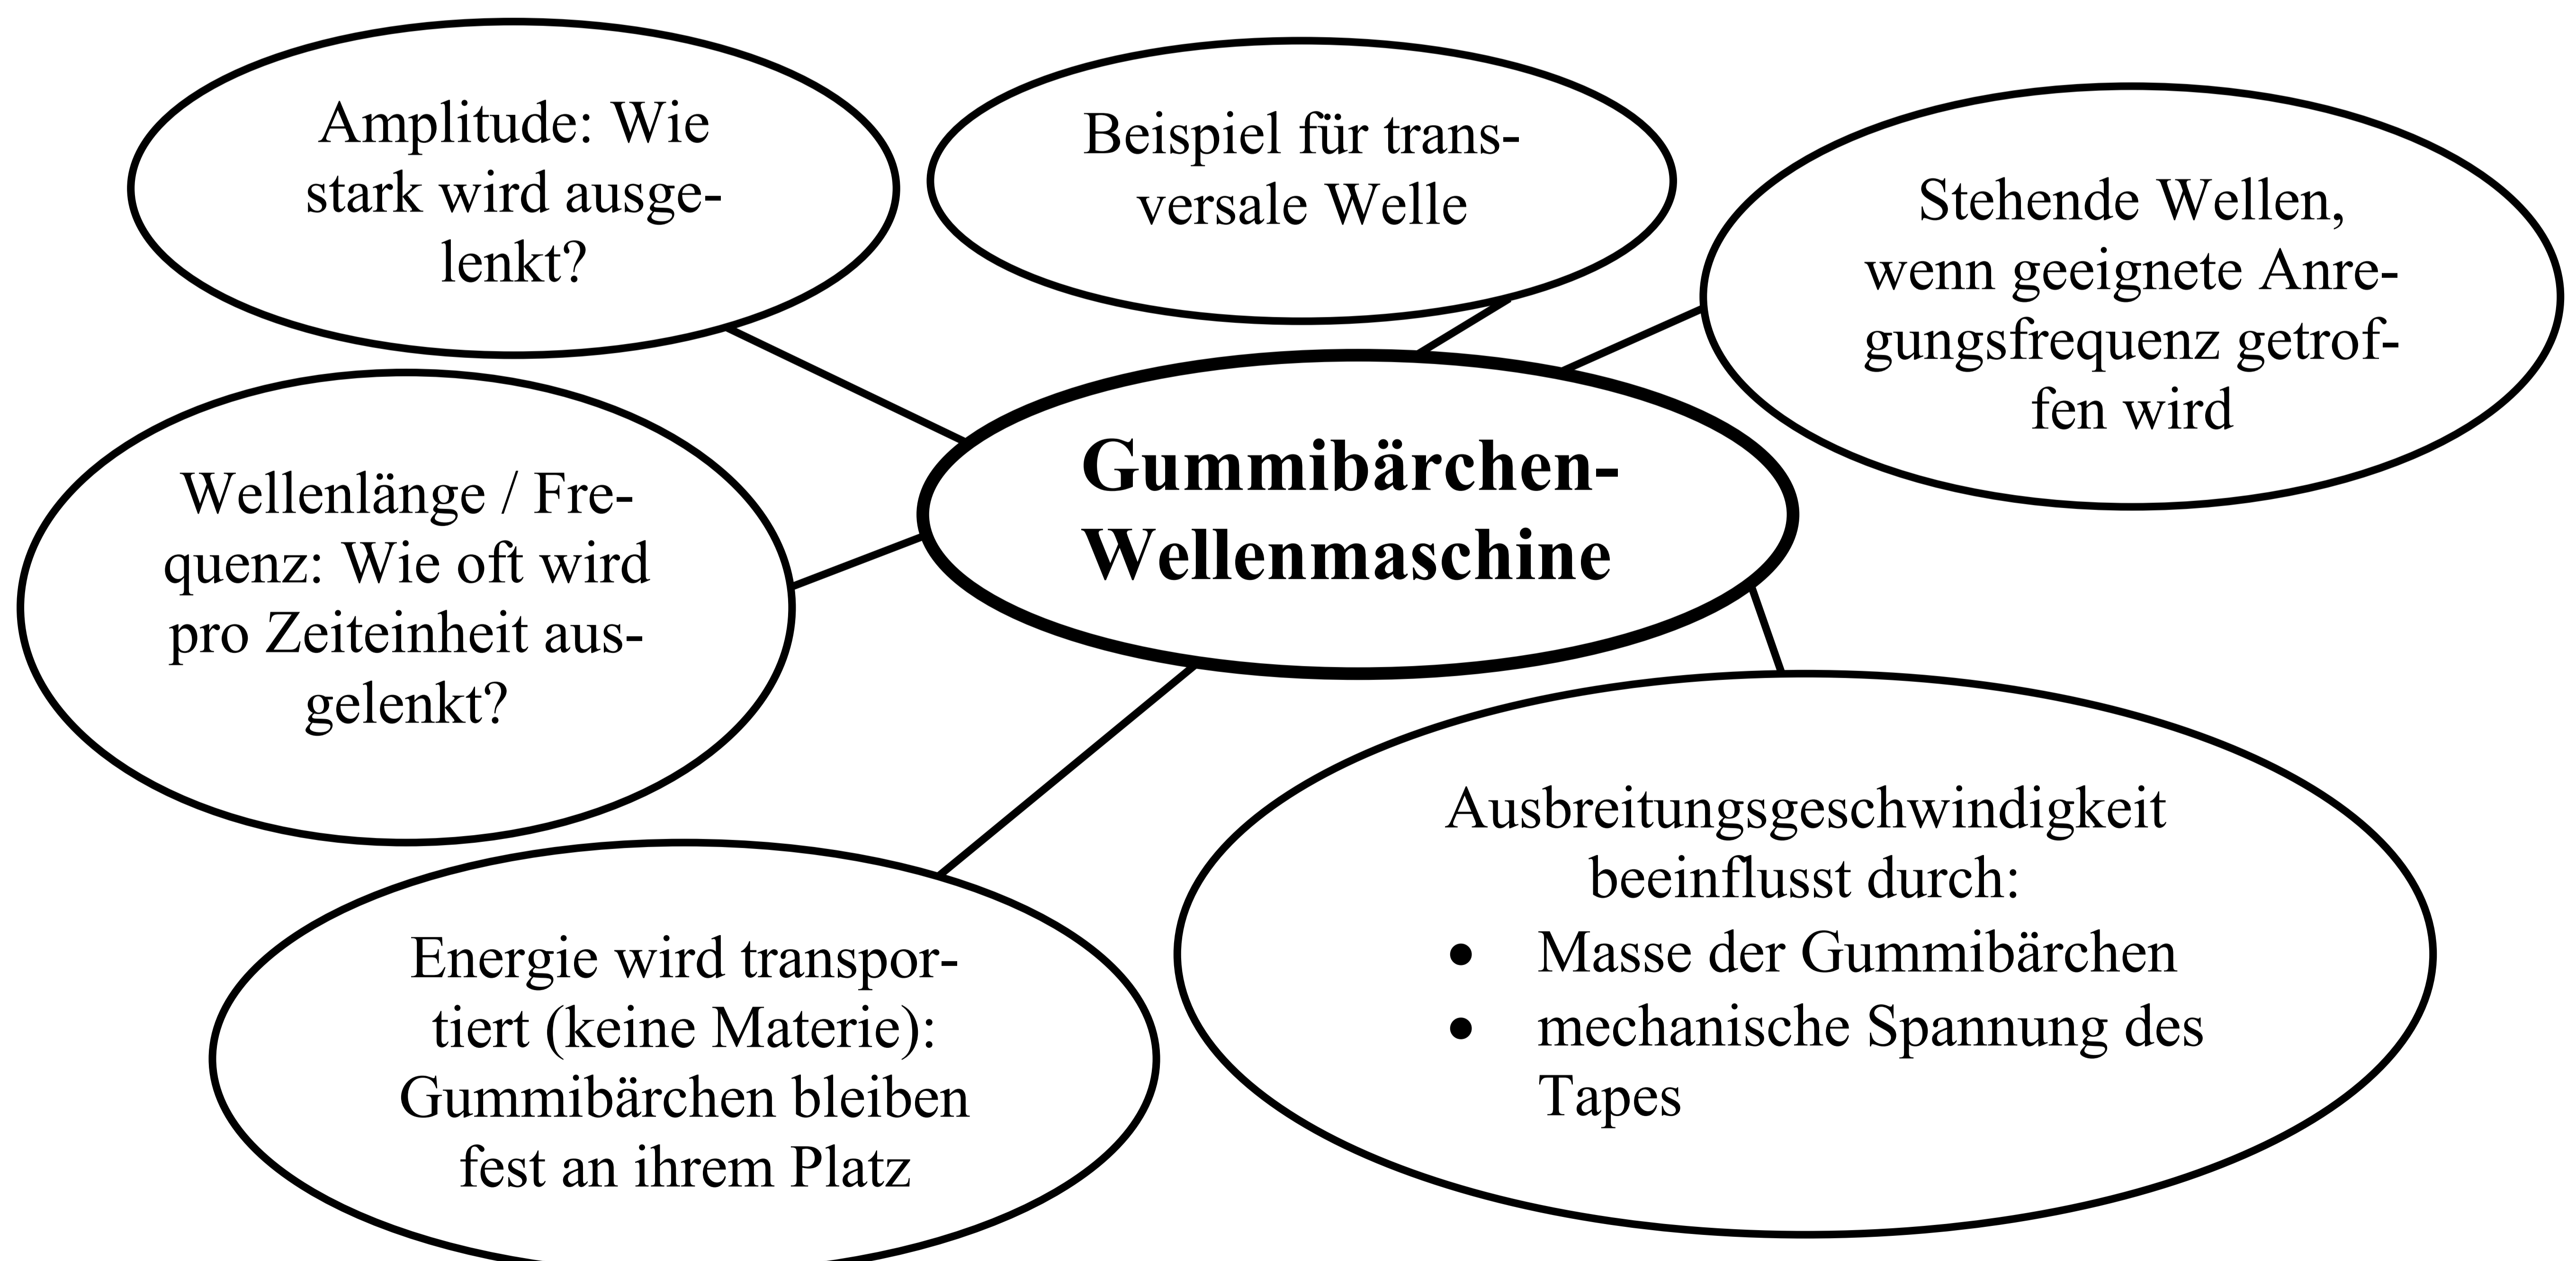 Amplitude: Wie
stark wird ausge-
lenkt?
Beispiel für trans-
versale Welle
Stehende Wellen,
wenn geeignete Anre-
gungsfrequenz getrof-
fen wird
Gummibärchen-
Wellenmaschine
Wellenlänge / Fre-
quenz: Wie oft wird
pro Zeiteinheit aus-
gelenkt?
Energie wird transpor-
tiert (keine Materie):
Gummibärchen bleiben
fest an ihrem Platz
Ausbreitungsgeschwindigkeit
beeinflusst durch:
• Masse der Gummibärchen
• mechanische Spannung des
Tapes